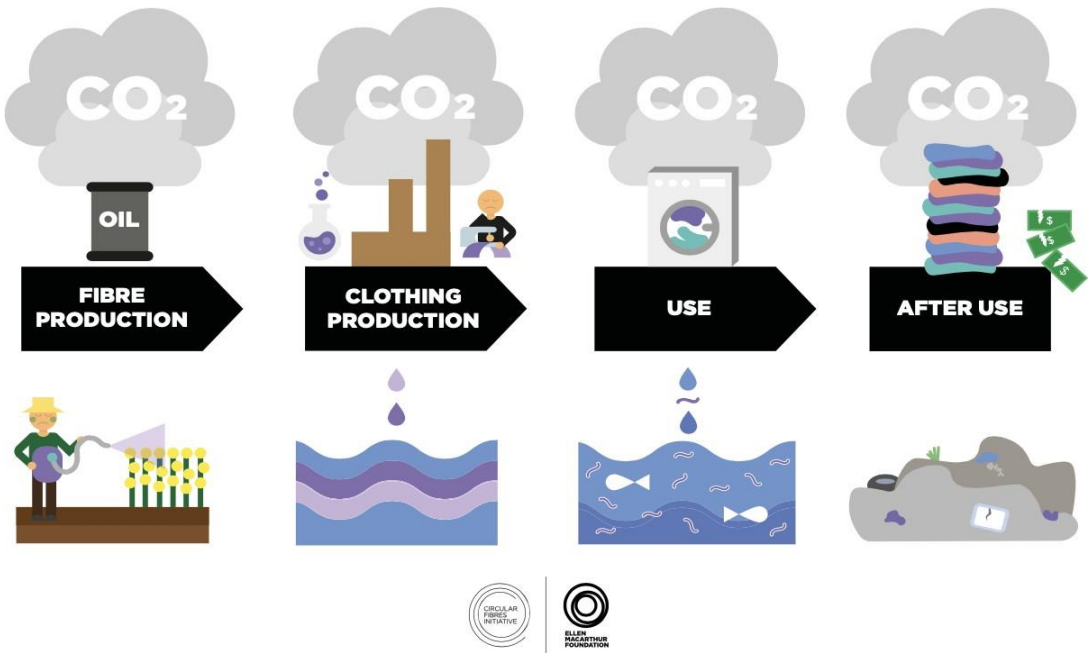 CO₂
CO₂
CO₂
CO₂
OIL
FIBRE
PRODUCTION
CLOTHING
PRODUCTION
USE
AFTER USE
$
$
$
CIRCULAR
FIBRES
INITIATIVE
ELLEN
MACARTHUR
FOUNDATION